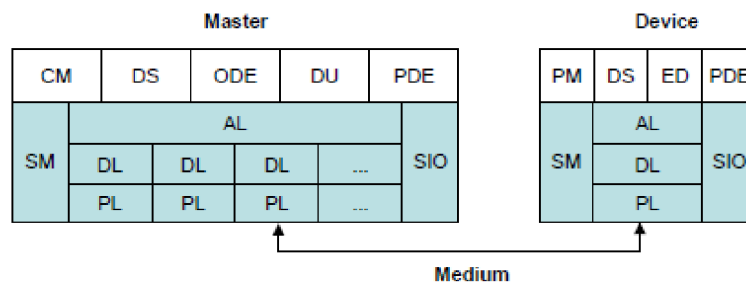 Master Device
CM DS ODE DU PDE PM DS ED PDE
AL AL
SM DL DL DL ... SIO SM DL SIO
PL PL PL ... PL
Medium